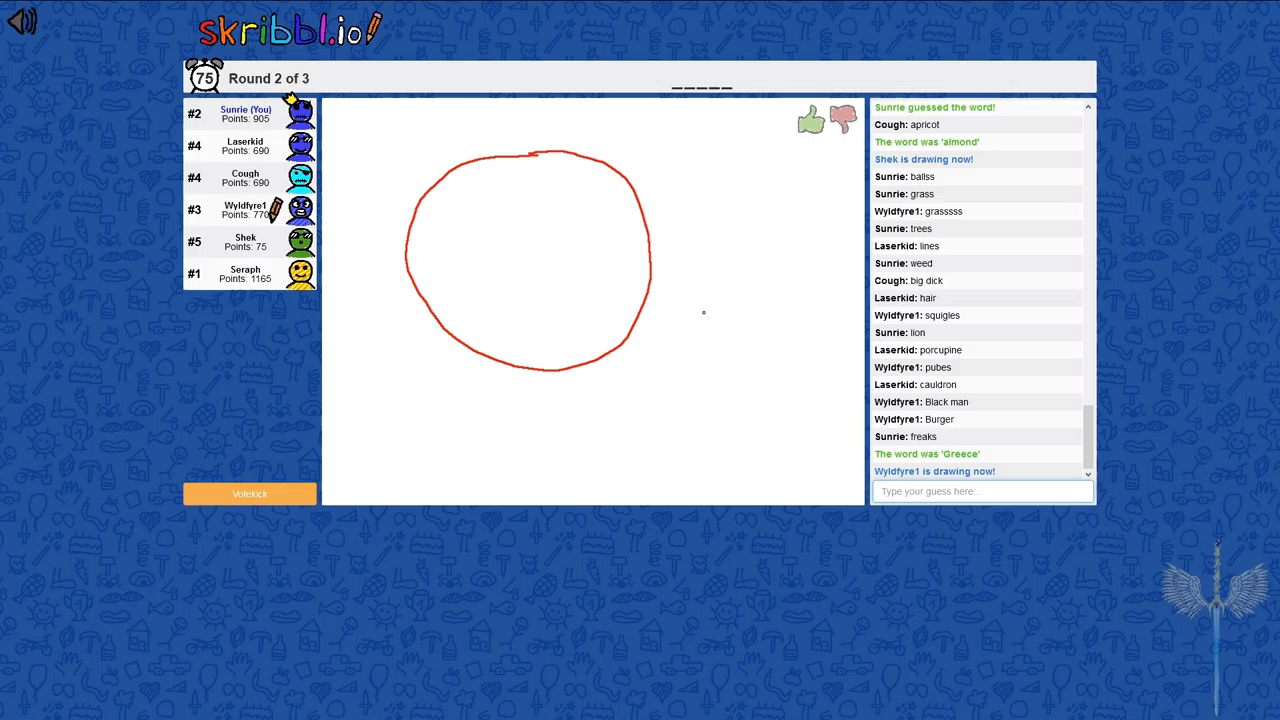 skribbl.io
75 Round 2 of 3 _____
#2 Sunrie (You)
Points: 905
#4 Laserkid
Points: 690
#4 Cough
Points: 690
#3 Wyldfyre1
Points: 770
#5 Shek
Points: 75
#1 Seraph
Points: 1165
Votekick
Sunrie guessed the word!
Cough: apricot
The word was 'almond'
Shek is drawing now!
Sunrie: ballss
Sunrie: grass
Wyldfyre1: grasssss
Sunrie: trees
Laserkid: lines
Sunrie: weed
Cough: big dick
Laserkid: hair
Wyldfyre1: squigles
Sunrie: lion
Laserkid: porcupine
Wyldfyre1: pubes
Laserkid: cauldron
Wyldfyre1: Black man
Wyldfyre1: Burger
Sunrie: freaks
The word was 'Greece'
Wyldfyre1 is drawing now!
Type your guess here...